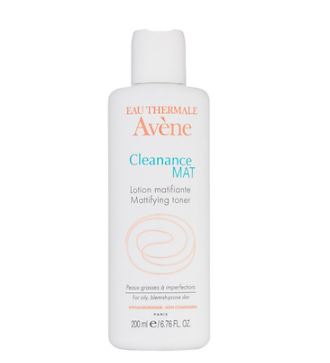 EAU THERMALE
Avène
Cleanance
MAT
Lotion matifiante
Mattifying toner
Peaux grasses à imperfections
For oily, blemish-prone skin
PARIS
200 ml e / 6.76 FL. OZ.